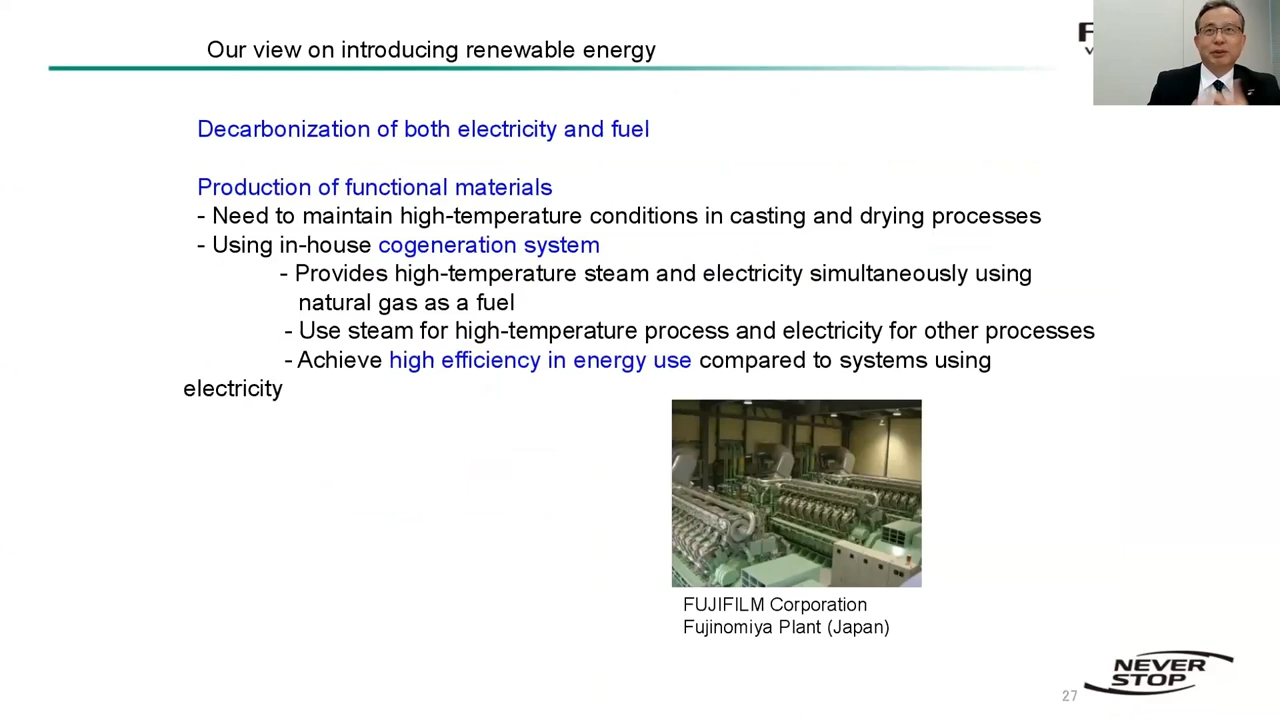 Our view on introducing renewable energy
Decarbonization of both electricity and fuel
Production of functional materials
- Need to maintain high-temperature conditions in casting and drying processes
- Using in-house cogeneration system
- Provides high-temperature steam and electricity simultaneously using
natural gas as a fuel
- Use steam for high-temperature process and electricity for other processes
- Achieve high efficiency in energy use compared to systems using
electricity
FUJIFILM Corporation
Fujinomiya Plant (Japan)
NEVER
STOP
27